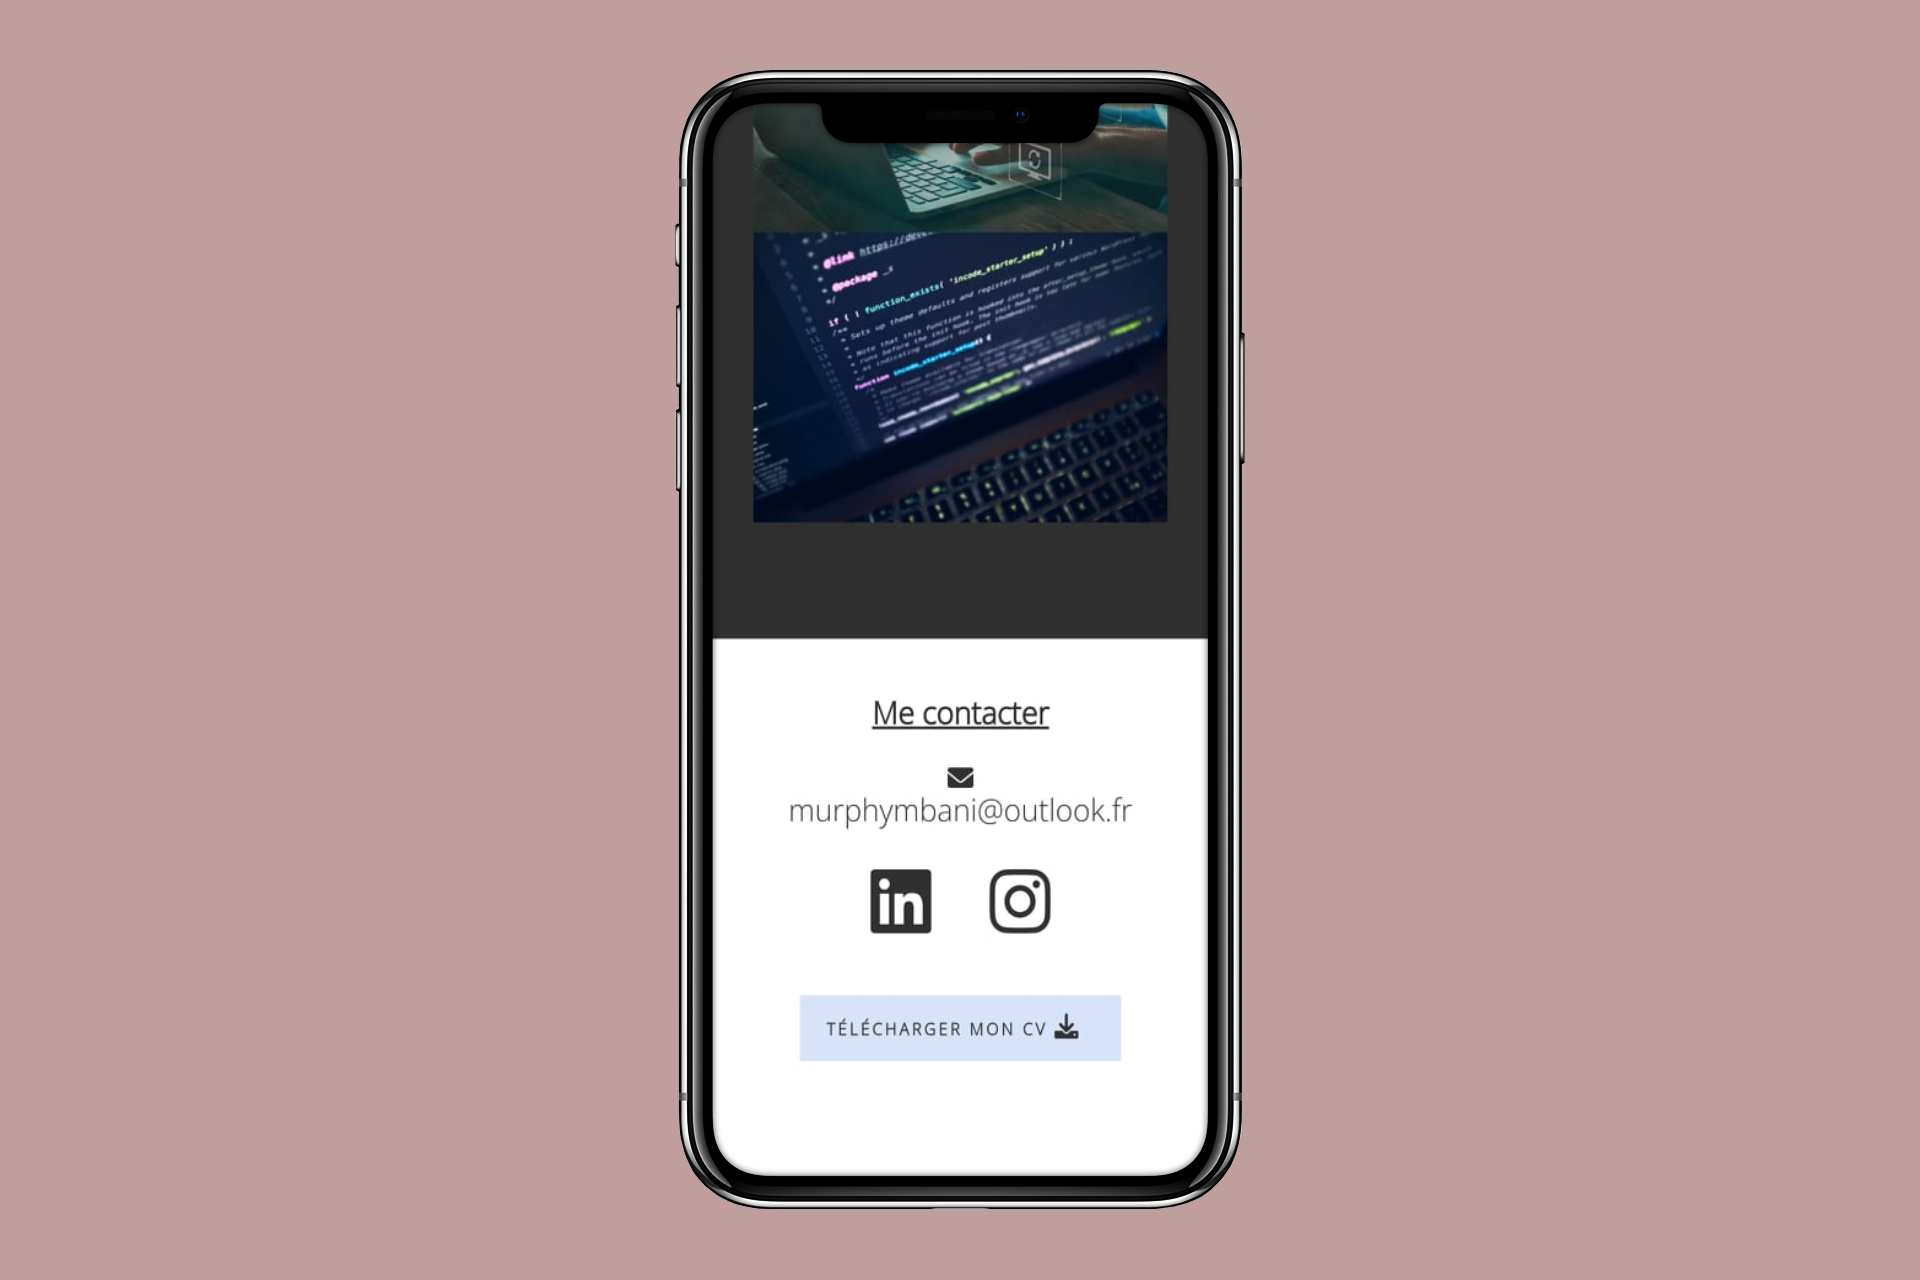 @link https://deve
@package _s
*/
if ( ) function_exists( 'incode_starter_setup' ) ) :
/**
* Sets up theme defaults and registers support for various
* Note that this function is hooked into the after_setup_theme hook, which
* runs before the init hook. The init hook is too late for some features, such
* as indicating support for post thumbnails.
*/
function incode_starter_setup() {
Me contacter
murphymbani@outlook.fr
in
TÉLÉCHARGER MON CV